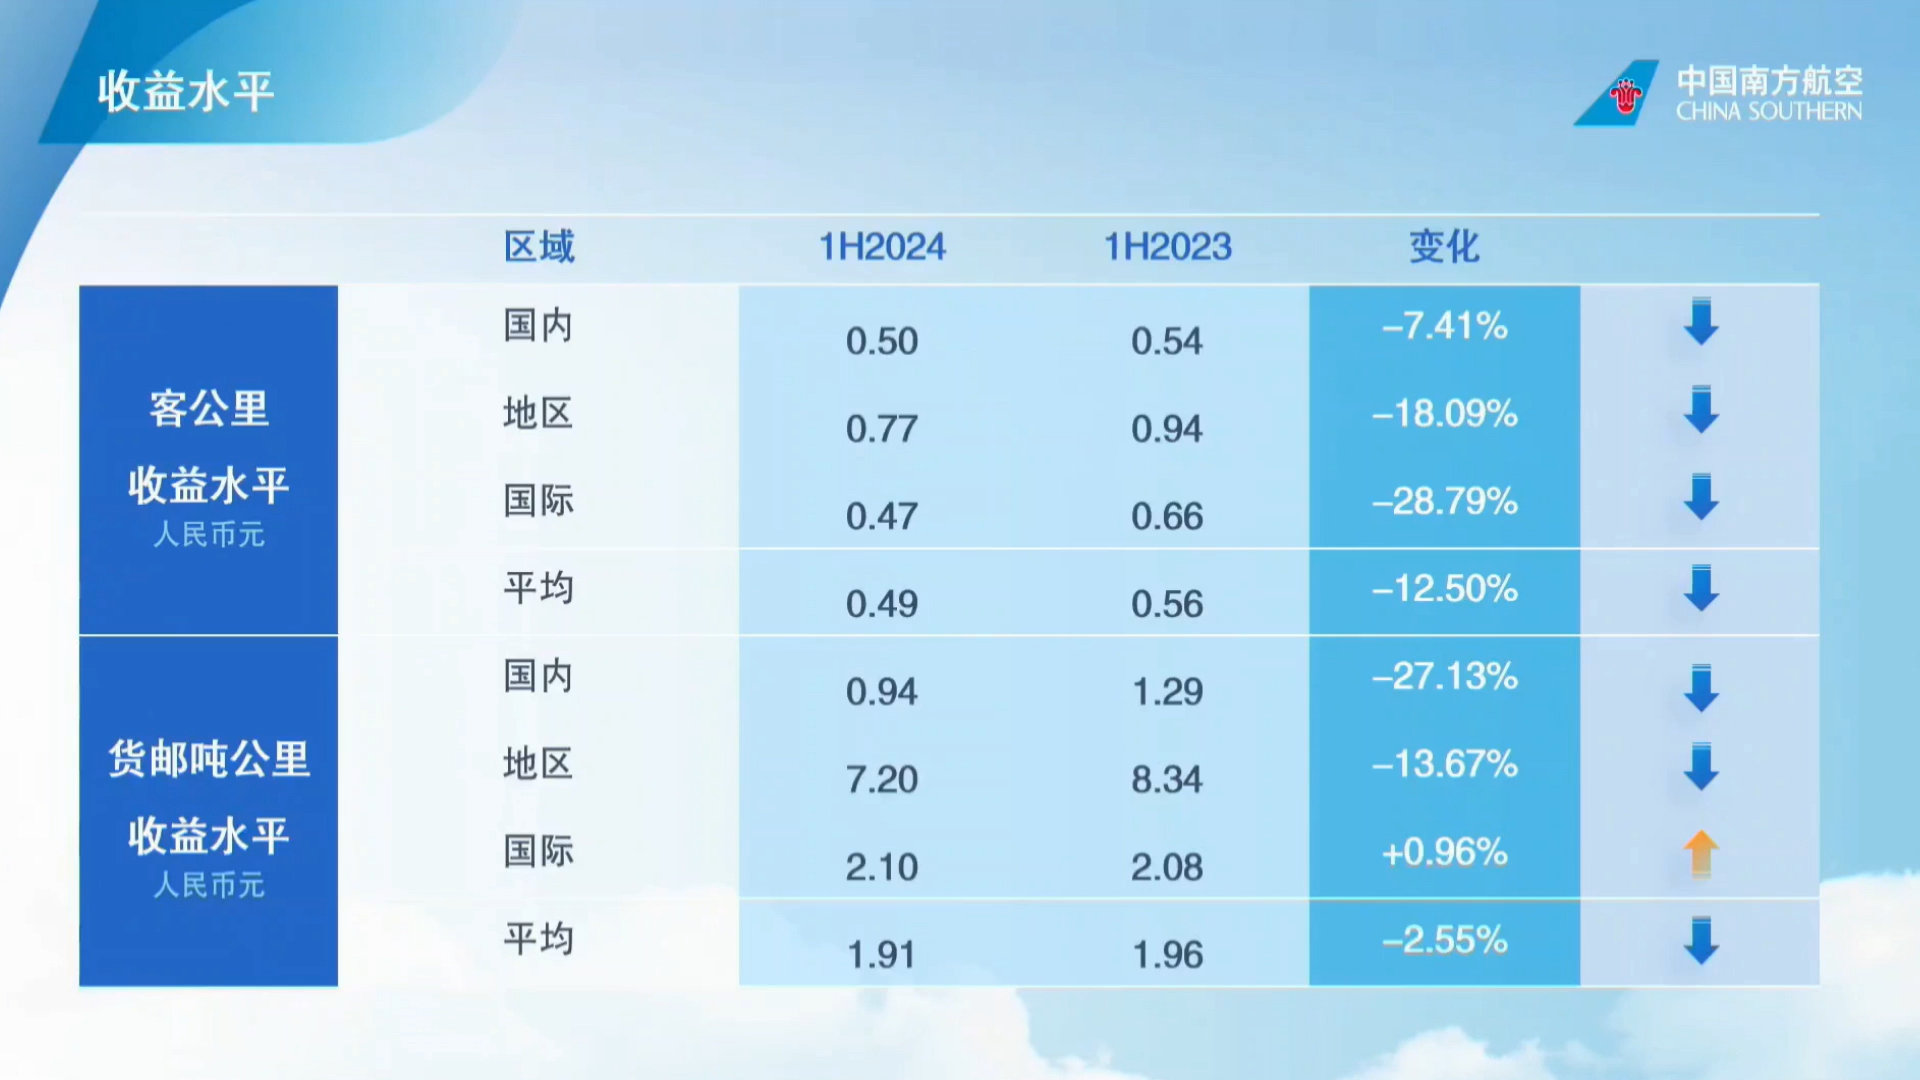 收益水平
中国南方航空
CHINA SOUTHERN
区域 1H2024 1H2023 变化
客公里
收益水平
人民币元
国内 0.50 0.54 -7.41%
地区 0.77 0.94 -18.09%
国际 0.47 0.66 -28.79%
平均 0.49 0.56 -12.50%
货邮吨公里
收益水平
人民币元
国内 0.94 1.29 -27.13%
地区 7.20 8.34 -13.67%
国际 2.10 2.08 +0.96%
平均 1.91 1.96 -2.55%